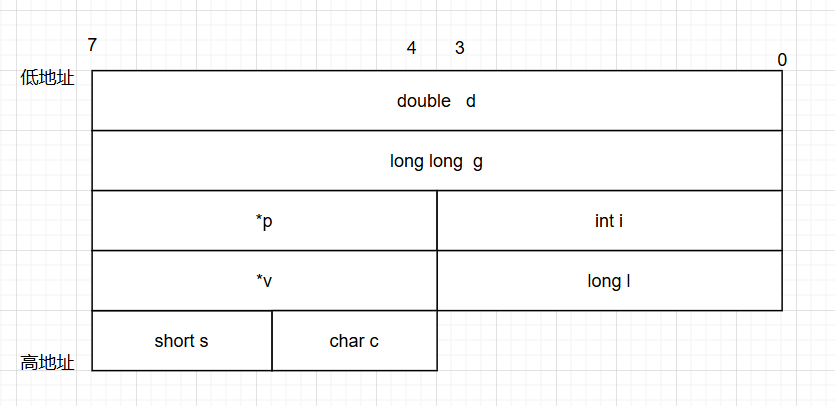 7 4 3 0
低地址
double d
long long g
*p int i
*v long l
short s char c
高地址